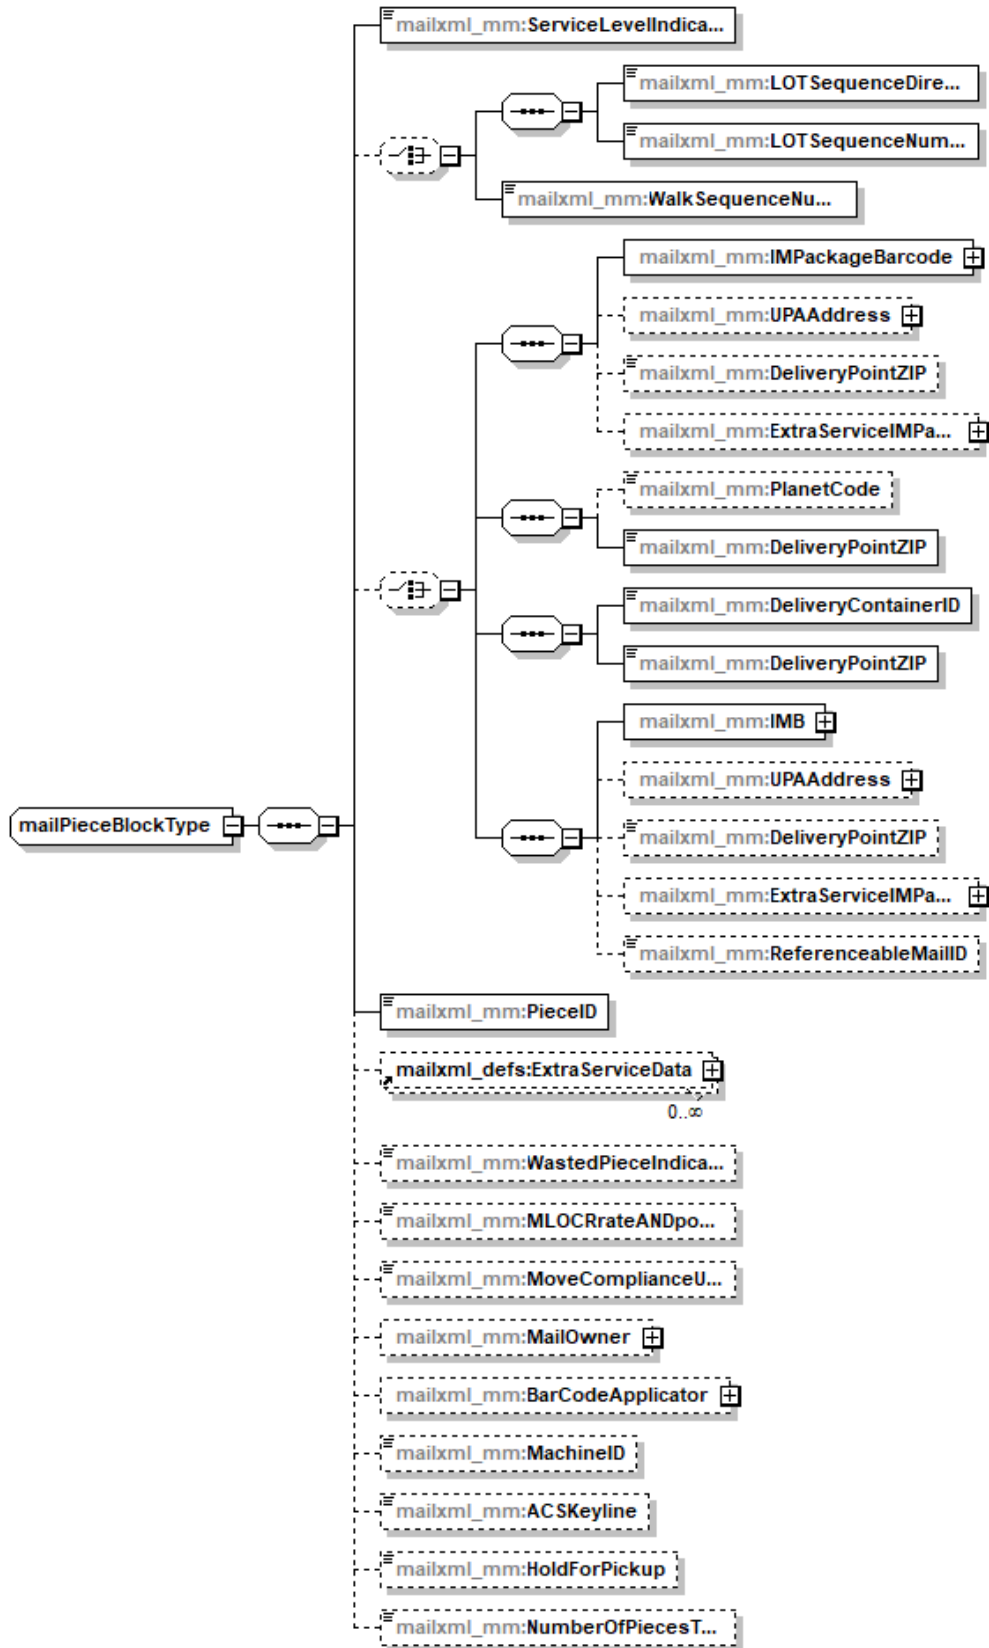 mailxml_mm:ServiceLevelIndica...
mailxml_mm:LOTSequenceDire...
mailxml_mm:LOTSequenceNum...
mailxml_mm:WalkSequenceNu...
mailxml_mm:IMPackageBarcode
mailxml_mm:UPAAddress
mailxml_mm:DeliveryPointZIP
mailxml_mm:ExtraServiceIMPa...
mailxml_mm:PlanetCode
mailxml_mm:DeliveryPointZIP
mailxml_mm:DeliveryContainerID
mailxml_mm:DeliveryPointZIP
mailxml_mm:IMB
mailxml_mm:UPAAddress
mailPieceBlockType
mailxml_mm:DeliveryPointZIP
mailxml_mm:ExtraServiceIMPa...
mailxml_mm:ReferenceableMailID
mailxml_mm:PieceID
mailxml_defs:ExtraServiceData
0..∞
mailxml_mm:WastedPieceIndica...
mailxml_mm:MLOCRrateANDpo...
mailxml_mm:MoveComplianceU...
mailxml_mm:MailOwner
mailxml_mm:BarCodeApplicator
mailxml_mm:MachineID
mailxml_mm:ACSKeyline
mailxml_mm:HoldForPickup
mailxml_mm:NumberOfPiecesT...